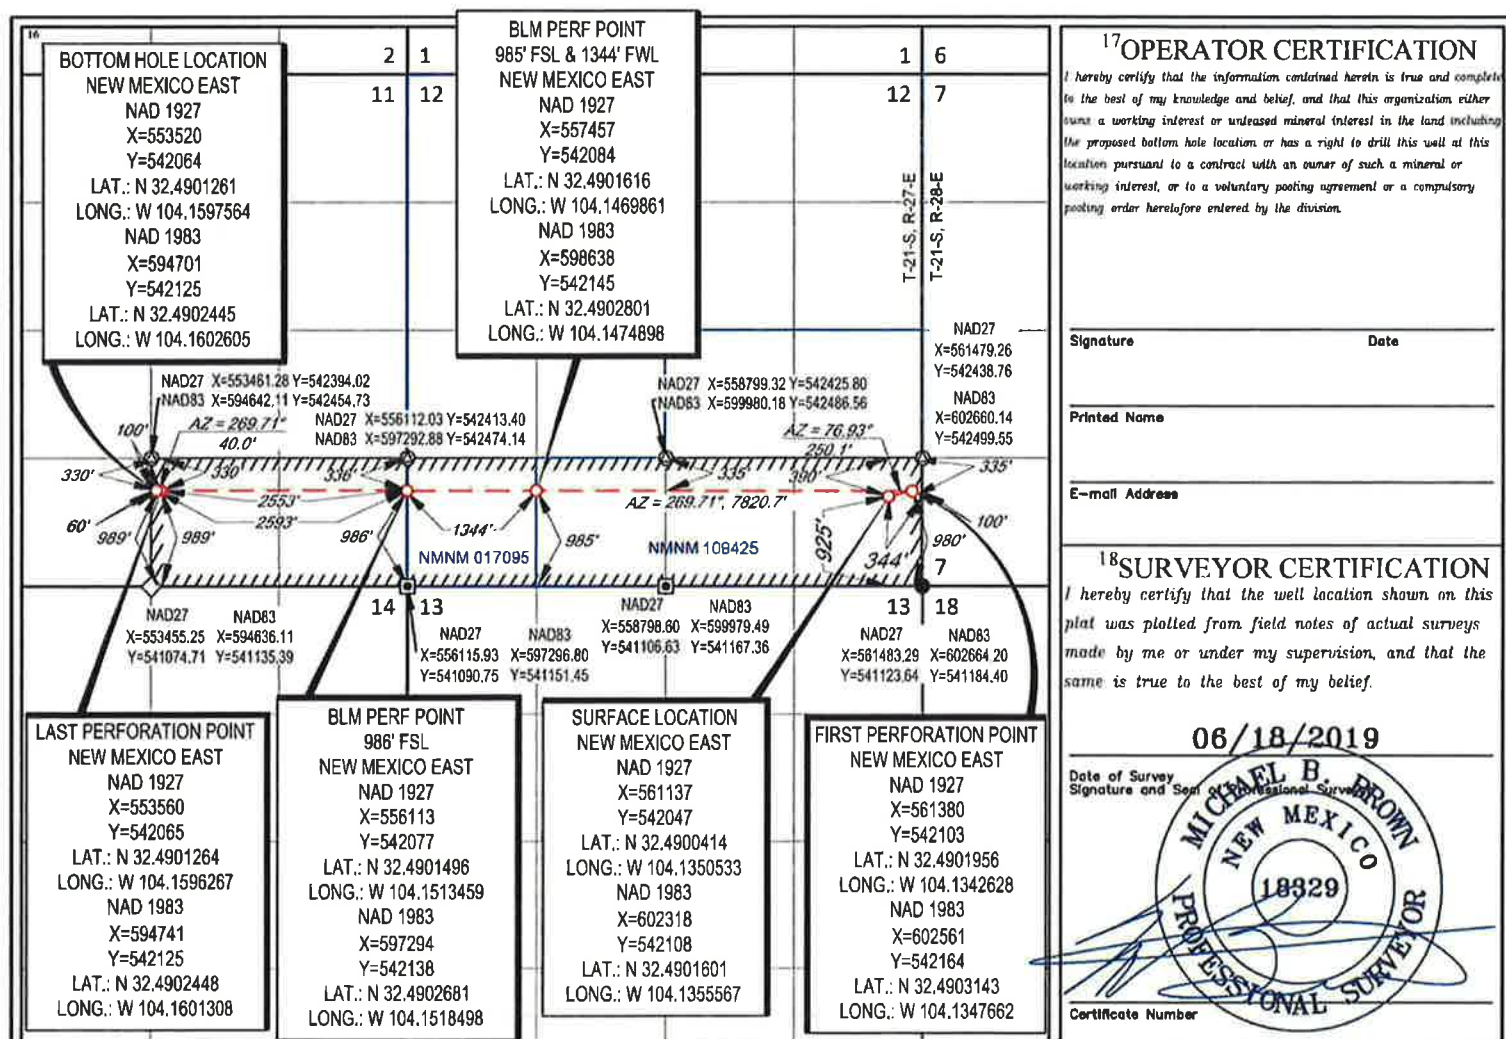 16
BOTTOM HOLE LOCATION
NEW MEXICO EAST
NAD 1927
X=553520
Y=542064
LAT.: N 32.4901261
LONG.: W 104.1597564
NAD 1983
X=594701
Y=542125
LAT.: N 32.4902445
LONG.: W 104.1602605
2 1
11 12
BLM PERF POINT
985' FSL & 1344' FWL
NEW MEXICO EAST
NAD 1927
X=557457
Y=542084
LAT.: N 32.4901616
LONG.: W 104.1469861
NAD 1983
X=598638
Y=542145
LAT.: N 32.4902801
LONG.: W 104.1474898
1 6
12 7
T-21-S, R-27-E
T-21-S, R-28-E
NAD27
X=561479.26
Y=542438.76
NAD83
X=602660.14
Y=542499.55
NAD27 X=553461.28 Y=542394.02
NAD83 X=594642.11 Y=542454.73
NAD27 X=556112.03 Y=542413.40
NAD83 X=597292.88 Y=542474.14
NAD27 X=558799.32 Y=542425.80
NAD83 X=599980.18 Y=542486.56
100'
AZ = 269.71°
40.0'
AZ = 76.93°
250.1'
330'
330'
336'
335'
390'
335'
2553'
2593'
AZ = 269.71°, 7820.7'
60'
989'
989'
986'
1344'
985'
925'
344'
100'
980'
NMNM 017095
NMNM 108425
7
14 13
13 18
NAD27 NAD83
X=553455.25 X=594636.11
Y=541074.71 Y=541135.39
NAD27 NAD83
X=556115.93 X=597296.80
Y=541090.75 Y=541151.45
NAD27 NAD83
X=558798.60 X=599979.49
Y=541106.63 Y=541167.36
NAD27 NAD83
X=561483.29 X=602664.20
Y=541123.64 Y=541184.40
LAST PERFORATION POINT
NEW MEXICO EAST
NAD 1927
X=553560
Y=542065
LAT.: N 32.4901264
LONG.: W 104.1596267
NAD 1983
X=594741
Y=542125
LAT.: N 32.4902448
LONG.: W 104.1601308
BLM PERF POINT
986' FSL
NEW MEXICO EAST
NAD 1927
X=556113
Y=542077
LAT.: N 32.4901496
LONG.: W 104.1513459
NAD 1983
X=597294
Y=542138
LAT.: N 32.4902681
LONG.: W 104.1518498
SURFACE LOCATION
NEW MEXICO EAST
NAD 1927
X=561137
Y=542047
LAT.: N 32.4900414
LONG.: W 104.1350533
NAD 1983
X=602318
Y=542108
LAT.: N 32.4901601
LONG.: W 104.1355567
FIRST PERFORATION POINT
NEW MEXICO EAST
NAD 1927
X=561380
Y=542103
LAT.: N 32.4901956
LONG.: W 104.1342628
NAD 1983
X=602561
Y=542164
LAT.: N 32.4903143
LONG.: W 104.1347662
17 OPERATOR CERTIFICATION
I hereby certify that the information contained herein is true and complete
to the best of my knowledge and belief, and that this organization either
owns a working interest or unleased mineral interest in the land including
the proposed bottom hole location or has a right to drill this well at this
location pursuant to a contract with an owner of such a mineral or
working interest, or to a voluntary pooling agreement or a compulsory
pooling order heretofore entered by the division.
Signature Date
Printed Name
E-mail Address
18 SURVEYOR CERTIFICATION
I hereby certify that the well location shown on this
plat was plotted from field notes of actual surveys
made by me or under my supervision, and that the
same is true to the best of my belief.
06/18/2019
Date of Survey
Signature and Seal of Professional Surveyor
MICHAEL B. BROWN
NEW MEXICO
18329
PROFESSIONAL SURVEYOR
Certificate Number